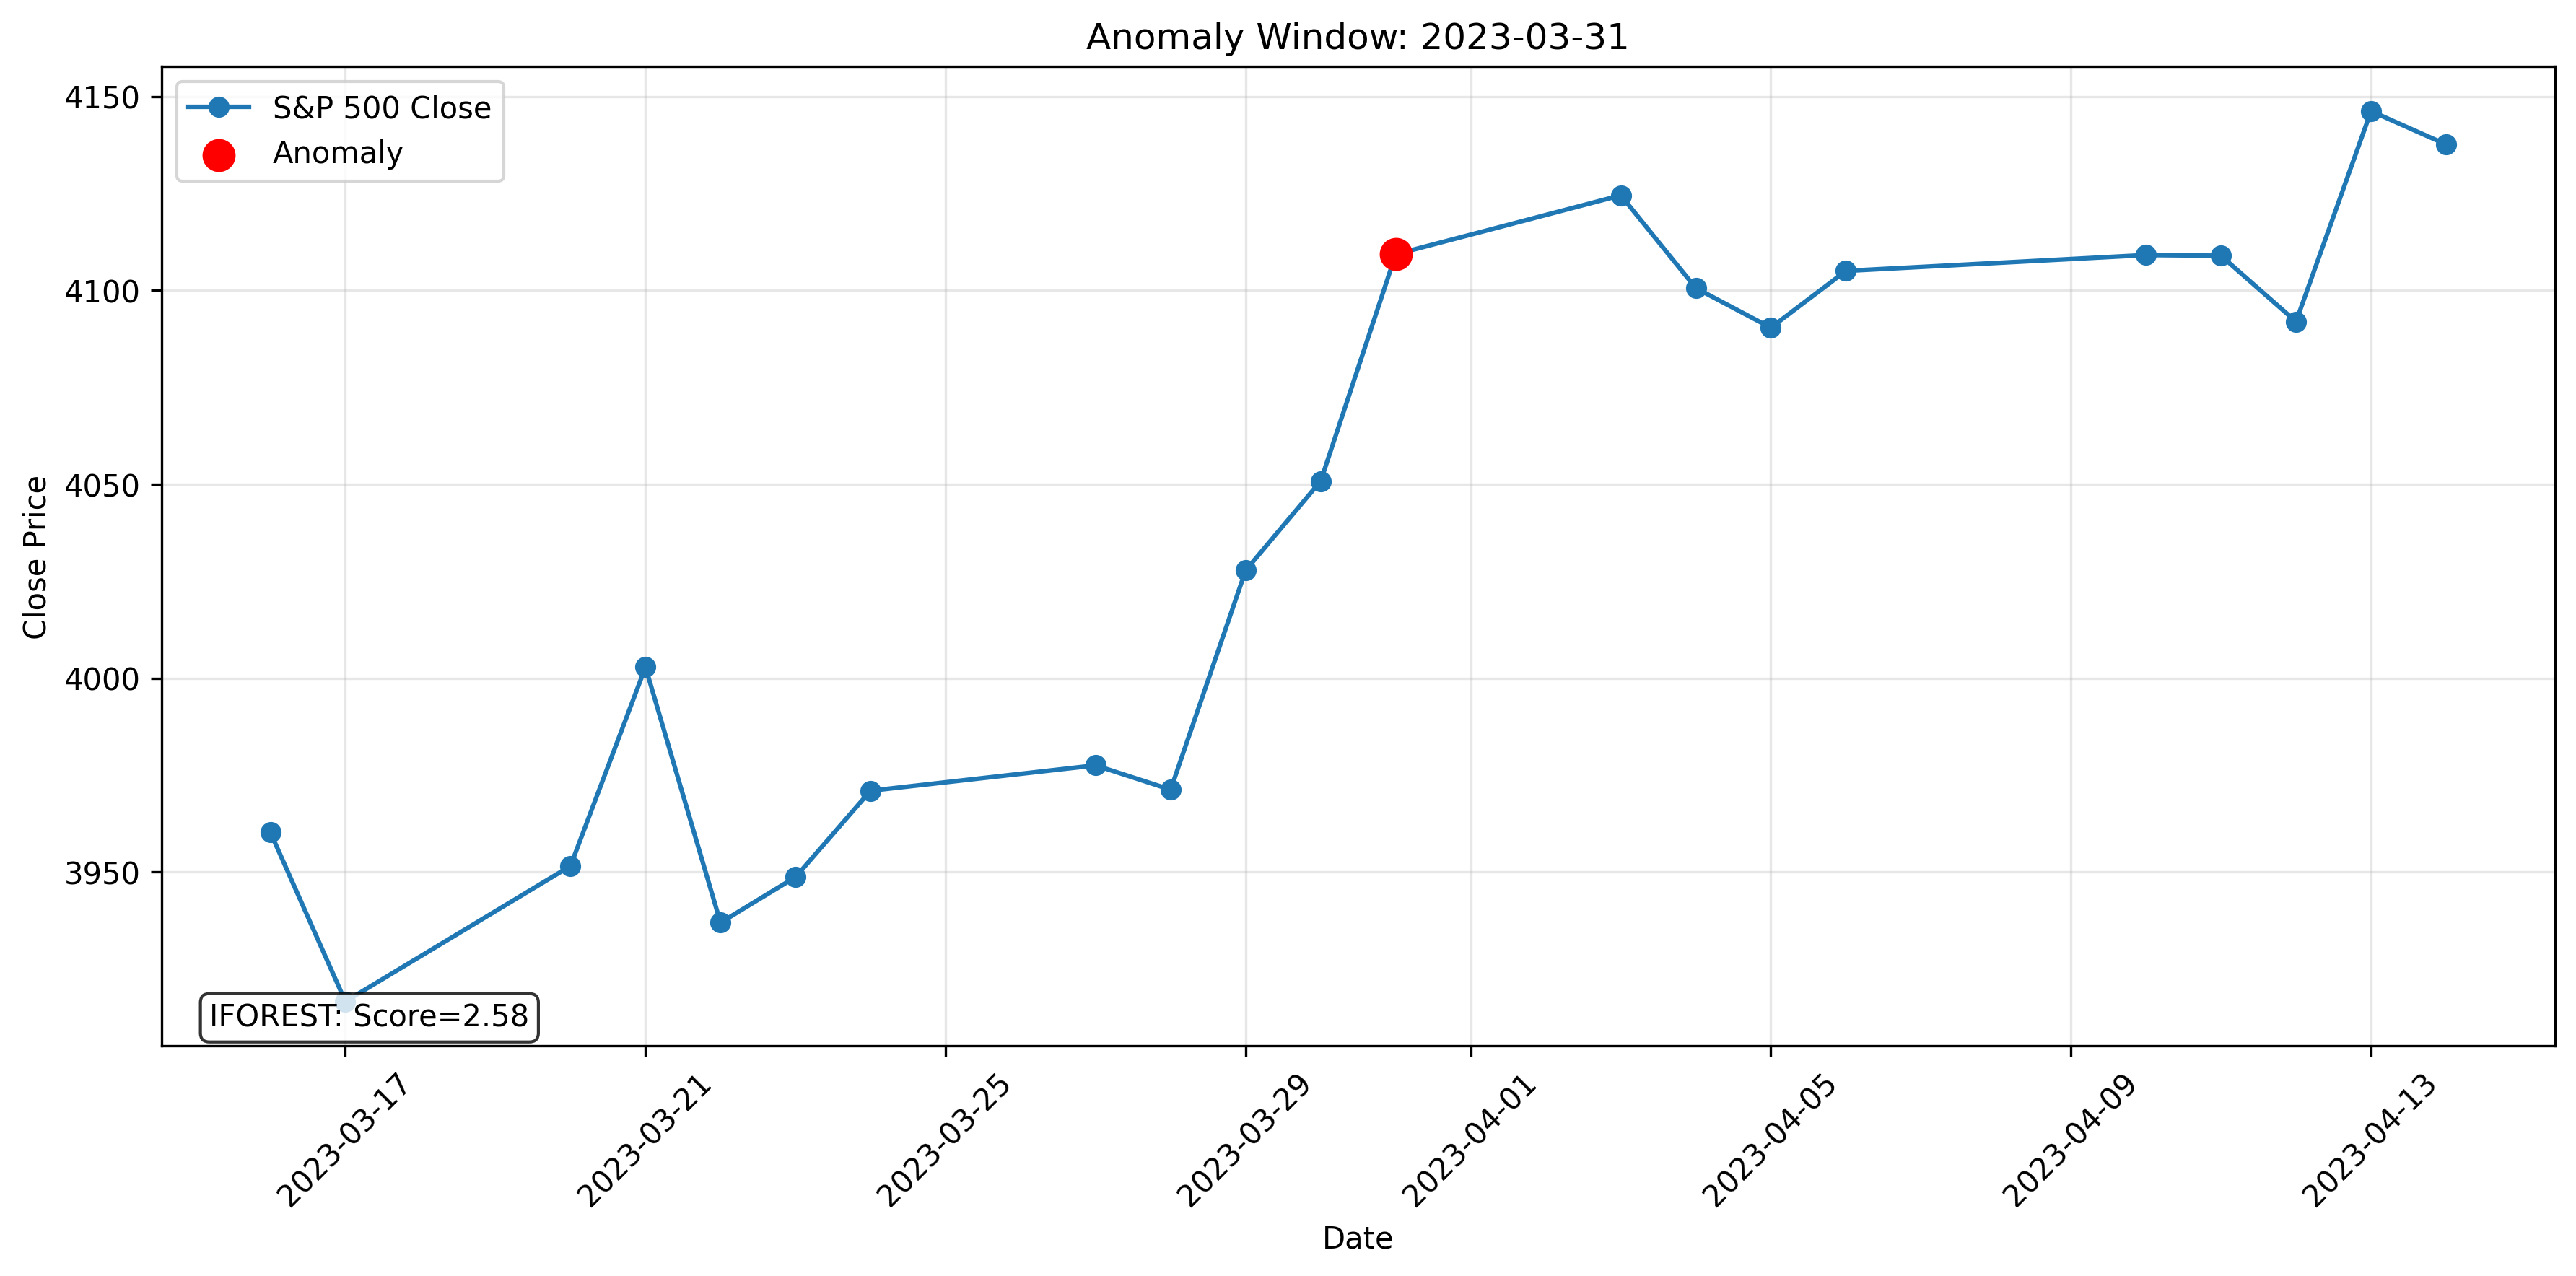 Anomaly Window: 2023-03-31
S&P 500 Close
Anomaly
Close Price
4150
4100
4050
4000
3950
IFOREST: Score=2.58
2023-03-17
2023-03-21
2023-03-25
2023-03-29
2023-04-01
2023-04-05
2023-04-09
2023-04-13
Date